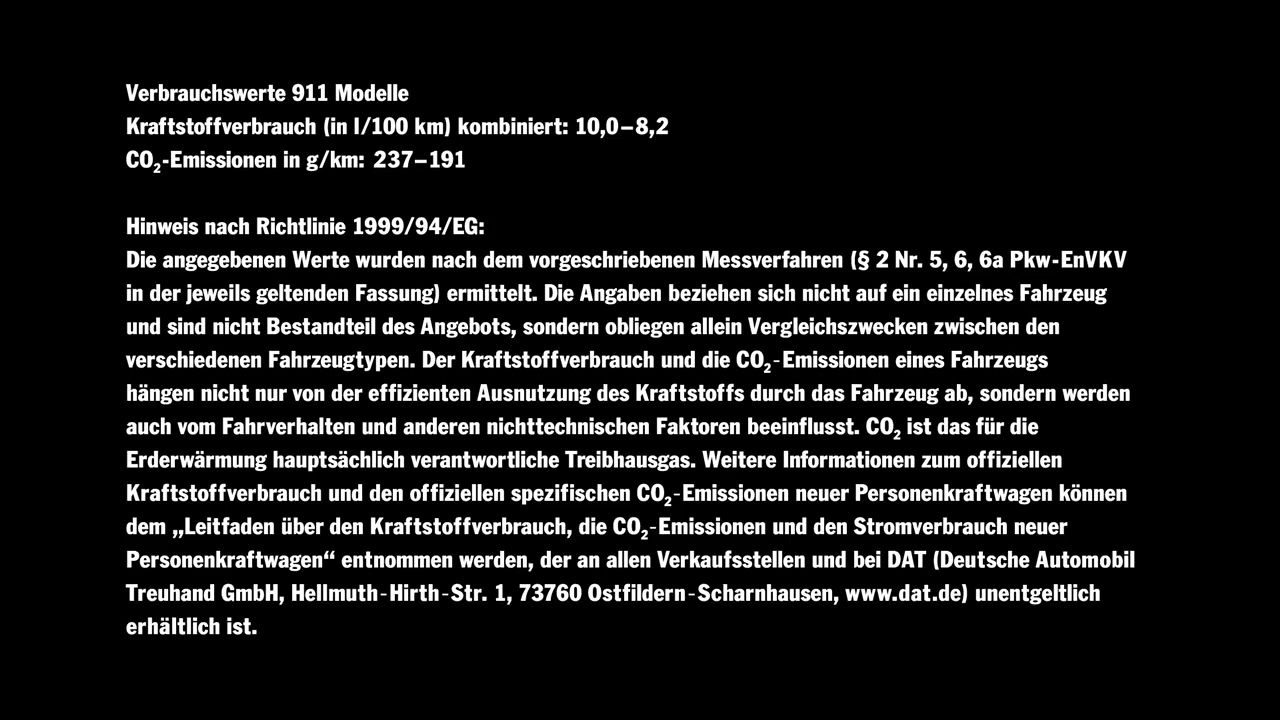 Verbrauchswerte 911 Modelle
Kraftstoffverbrauch (in l/100 km) kombiniert: 10,0–8,2
CO₂-Emissionen in g/km: 237–191
Hinweis nach Richtlinie 1999/94/EG:
Die angegebenen Werte wurden nach dem vorgeschriebenen Messverfahren (§ 2 Nr. 5, 6, 6a Pkw-EnVKV
in der jeweils geltenden Fassung) ermittelt. Die Angaben beziehen sich nicht auf ein einzelnes Fahrzeug
und sind nicht Bestandteil des Angebots, sondern obliegen allein Vergleichszwecken zwischen den
verschiedenen Fahrzeugtypen. Der Kraftstoffverbrauch und die CO₂-Emissionen eines Fahrzeugs
hängen nicht nur von der effizienten Ausnutzung des Kraftstoffs durch das Fahrzeug ab, sondern werden
auch vom Fahrverhalten und anderen nichttechnischen Faktoren beeinflusst. CO₂ ist das für die
Erderwärmung hauptsächlich verantwortliche Treibhausgas. Weitere Informationen zum offiziellen
Kraftstoffverbrauch und den offiziellen spezifischen CO₂-Emissionen neuer Personenkraftwagen können
dem „Leitfaden über den Kraftstoffverbrauch, die CO₂-Emissionen und den Stromverbrauch neuer
Personenkraftwagen“ entnommen werden, der an allen Verkaufsstellen und bei DAT (Deutsche Automobil
Treuhand GmbH, Hellmuth-Hirth-Str. 1, 73760 Ostfildern-Scharnhausen, www.dat.de) unentgeltlich
erhältlich ist.